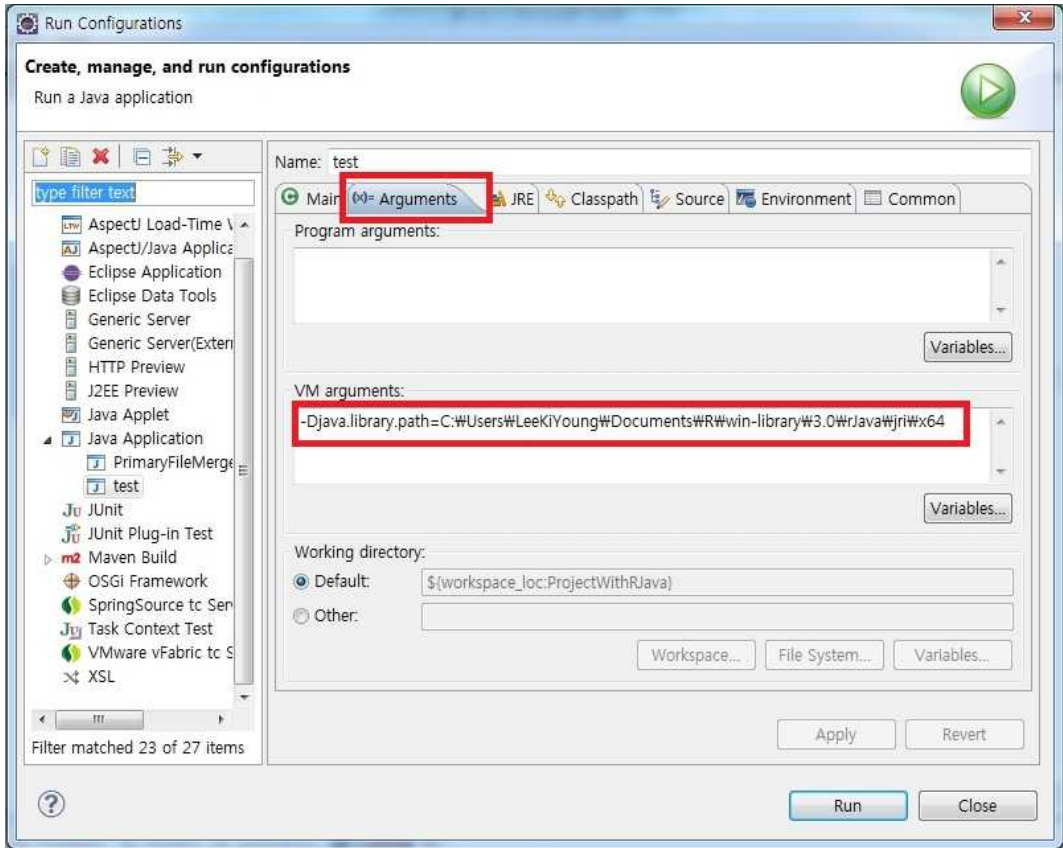 Run Configurations
Create, manage, and run configurations
Run a Java application
type filter text
AspectJ Load-Time
AspectJ/Java Applica
Eclipse Application
Eclipse Data Tools
Generic Server
Generic Server(Extern
HTTP Preview
J2EE Preview
Java Applet
Java Application
PrimaryFileMerge
test
JUnit
JUnit Plug-in Test
m2 Maven Build
OSGi Framework
SpringSource tc Ser
Task Context Test
VMware vFabric tc S
XSL
Filter matched 23 of 27 items
Name: test
Main (x)= Arguments JRE Classpath Source Environment Common
Program arguments:
Variables...
VM arguments:
-Djava.library.path=C:₩Users₩LeeKiYoung₩Documents₩R₩win-library₩3.0₩rJava₩jri₩x64
Variables...
Working directory:
Default: ${workspace_loc:ProjectWithRJava}
Other:
Workspace... File System... Variables...
Apply Revert
Run Close